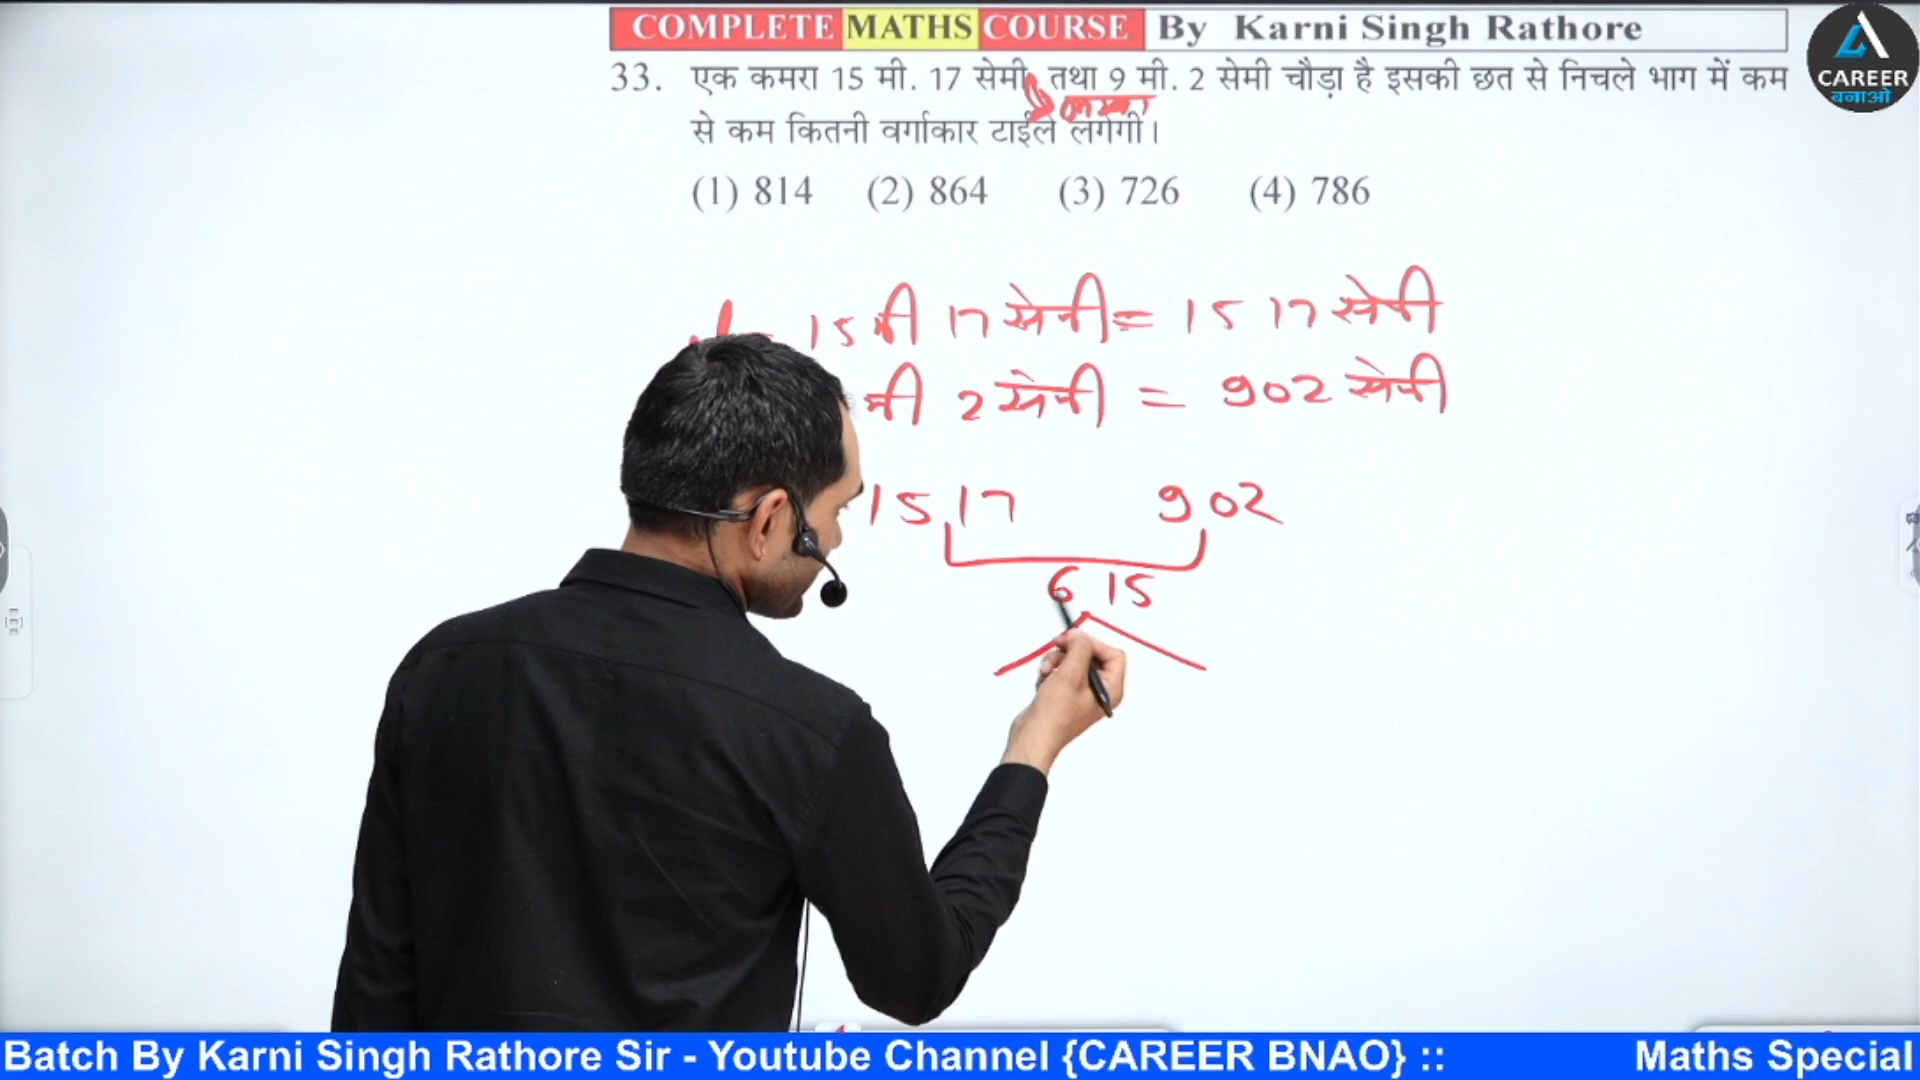 COMPLETE MATHS COURSE By Karni Singh Rathore
CAREER
बनाओ
33. एक कमरा 15 मी. 17 सेमी. तथा 9 मी. 2 सेमी चौड़ा है इसकी छत से निचले भाग में कम
से कम कितनी वर्गाकार टाईलें लगेगी।
(1) 814 (2) 864 (3) 726 (4) 786
15 मी 17 सेमी = 1517 सेमी
मी 2 सेमी = 902 सेमी
1517 902
615
Batch By Karni Singh Rathore Sir - Youtube Channel {CAREER BNAO} :: Maths Special